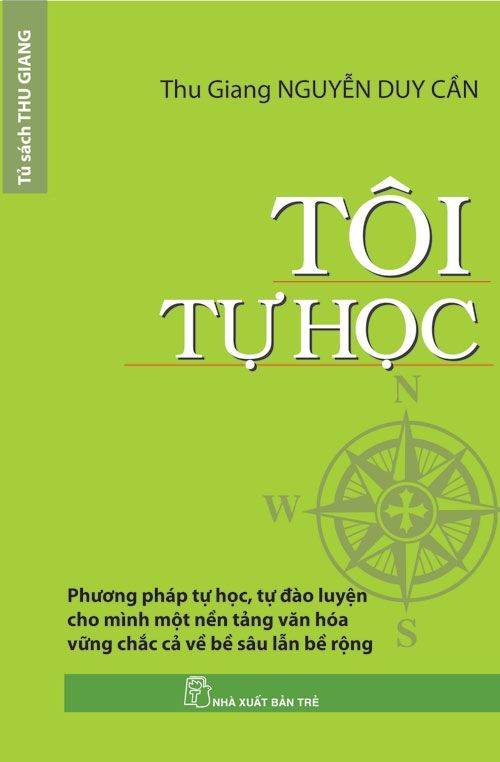 Tủ sách THU GIANG
Thu Giang NGUYỄN DUY CẦN
TÔI
TỰ HỌC
N
W
S
Phương pháp tự học, tự đào luyện
cho mình một nền tảng văn hóa
vững chắc cả về bề sâu lẫn bề rộng
T
NHÀ XUẤT BẢN TRẺ